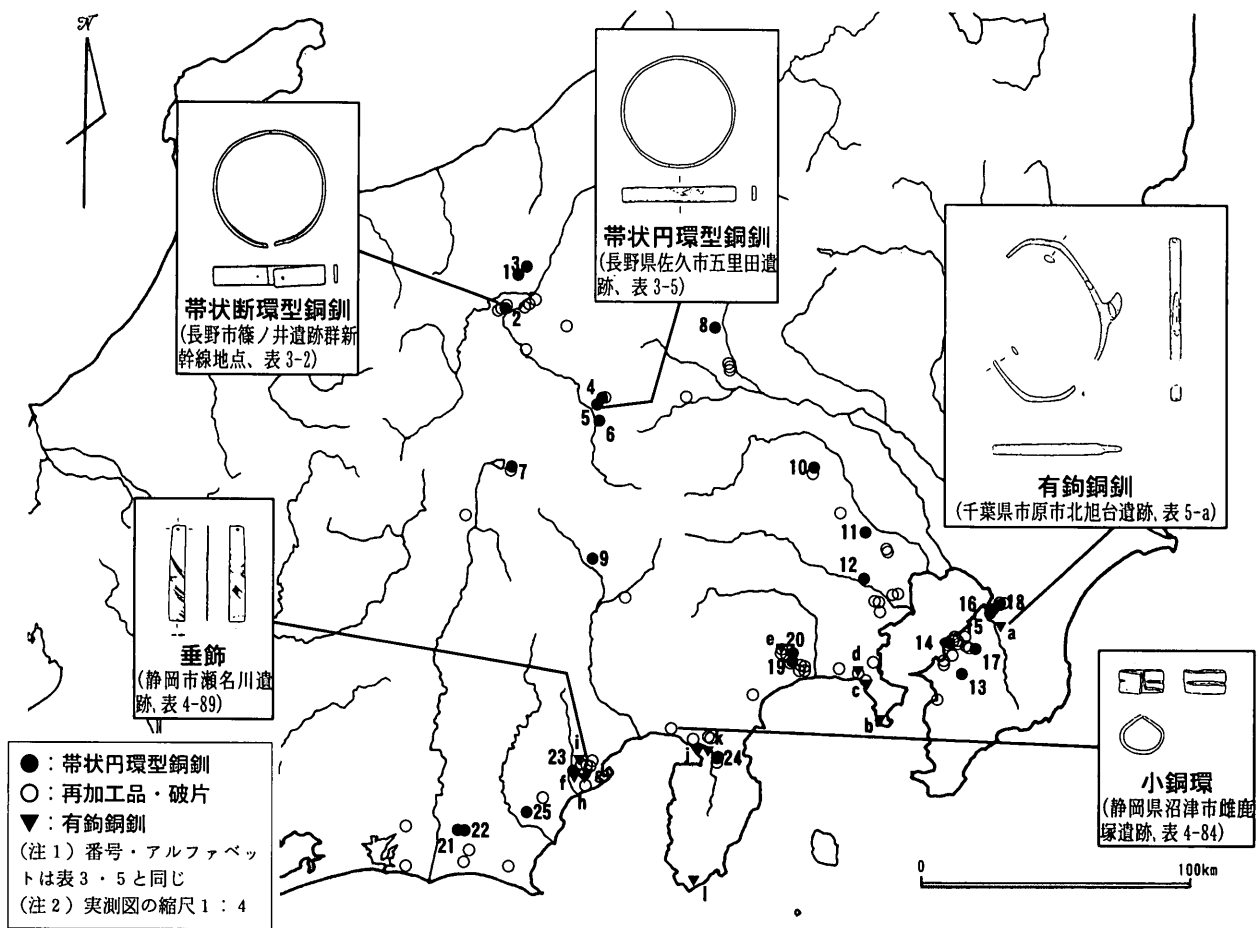 N
帯状断環型銅釧
(長野市篠ノ井遺跡群新
幹線地点、表3-2)
帯状円環型銅釧
(長野県佐久市五里田遺
跡、表3-5)
有鉤銅釧
(千葉県市原市北旭台遺跡、表5-a)
垂飾
(静岡市瀬名川遺
跡、表4-89)
小銅環
(静岡県沼津市雌鹿
塚遺跡、表4-84)
3
1
2
8
4
5
6
7
10
11
9
12
16
18
a
15
14
17
13
e
20
19
d
c
b
k
j
24
i
23
f
g
h
25
21
22
l
●：帯状円環型銅釧
○：再加工品・破片
▼：有鉤銅釧
(注1) 番号・アルファベッ
トは表3・5と同じ
(注2) 実測図の縮尺1：4
0
100km